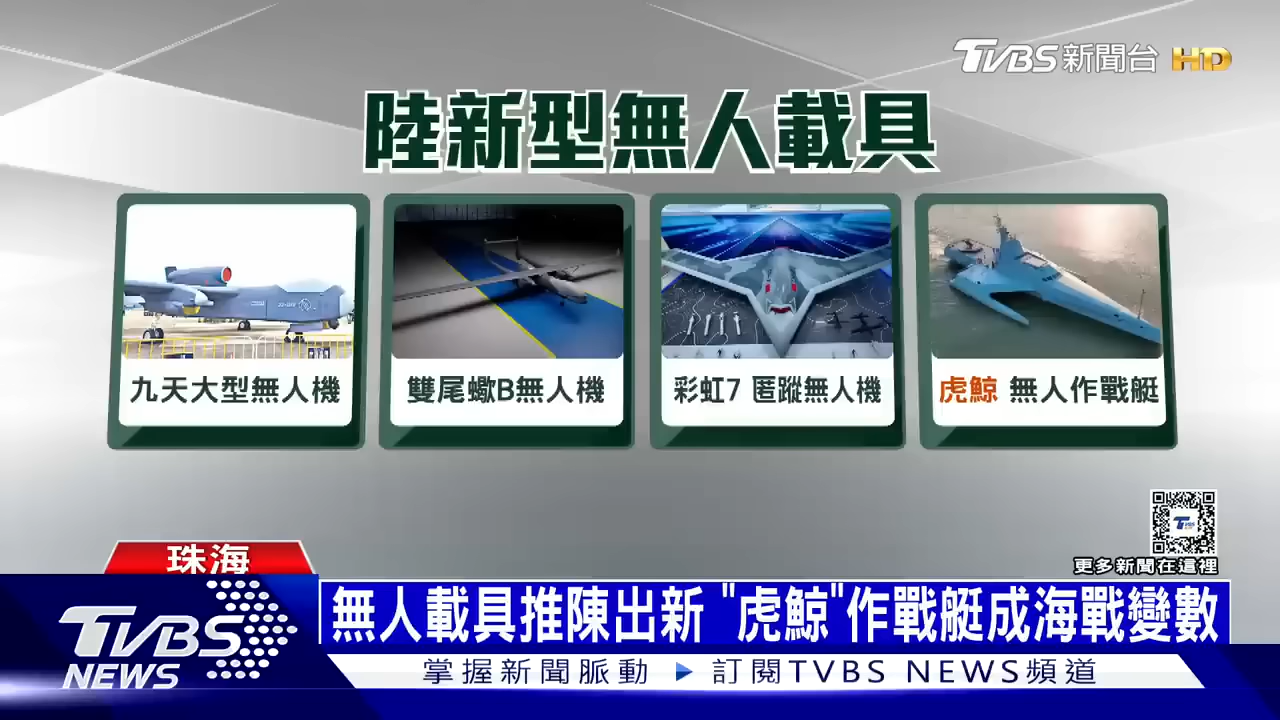 TVBS新聞台 HD
陸新型無人載具
九天大型無人機
雙尾蠍B無人機
彩虹7 匿蹤無人機
虎鯨 無人作戰艇
更多新聞在這裡
珠海
無人載具推陳出新 "虎鯨"作戰艇成海戰變數
TVBS
NEWS
掌握新聞脈動 ▶ 訂閱TVBS NEWS頻道